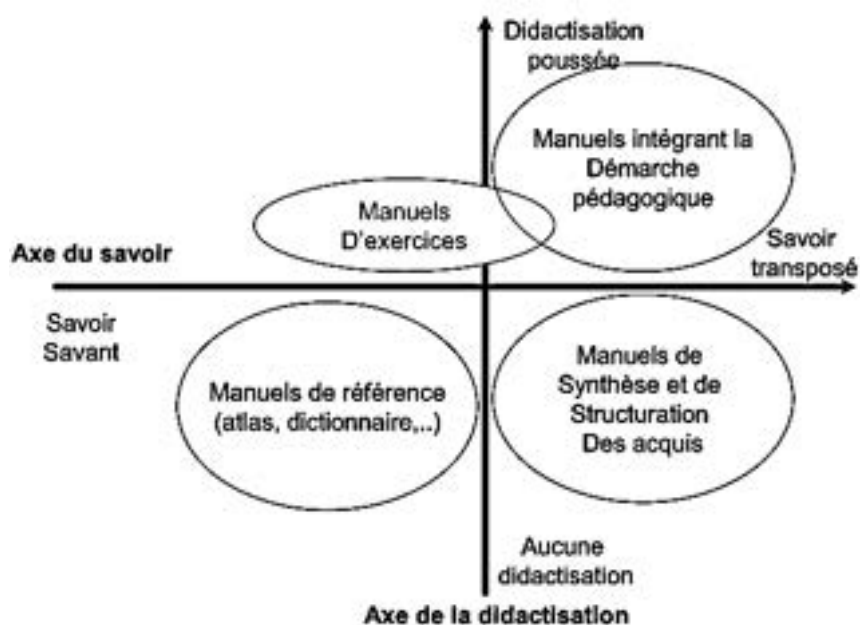 Didactisation
poussée
Manuels intégrant la
Démarche
pédagogique
Manuels
D'exercices
Axe du savoir
Savoir
transposé
Savoir
Savant
Manuels de référence
(atlas, dictionnaire,..)
Manuels de
Synthèse et de
Structuration
Des acquis
Aucune
didactisation
Axe de la didactisation